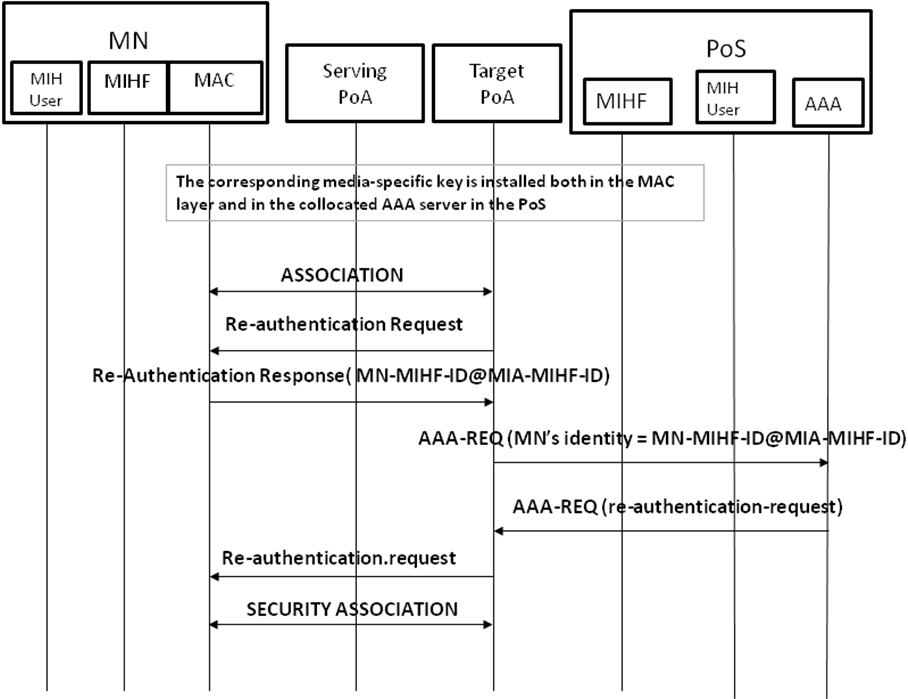 MN
MIH
User
MIHF
MAC
Serving
PoA
Target
PoA
PoS
MIHF
MIH
User
AAA
The corresponding media-specific key is installed both in the MAC
layer and in the collocated AAA server in the PoS
ASSOCIATION
Re-authentication Request
Re-Authentication Response( MN-MIHF-ID@MIA-MIHF-ID)
AAA-REQ (MN's identity = MN-MIHF-ID@MIA-MIHF-ID)
AAA-REQ (re-authentication-request)
Re-authentication.request
SECURITY ASSOCIATION